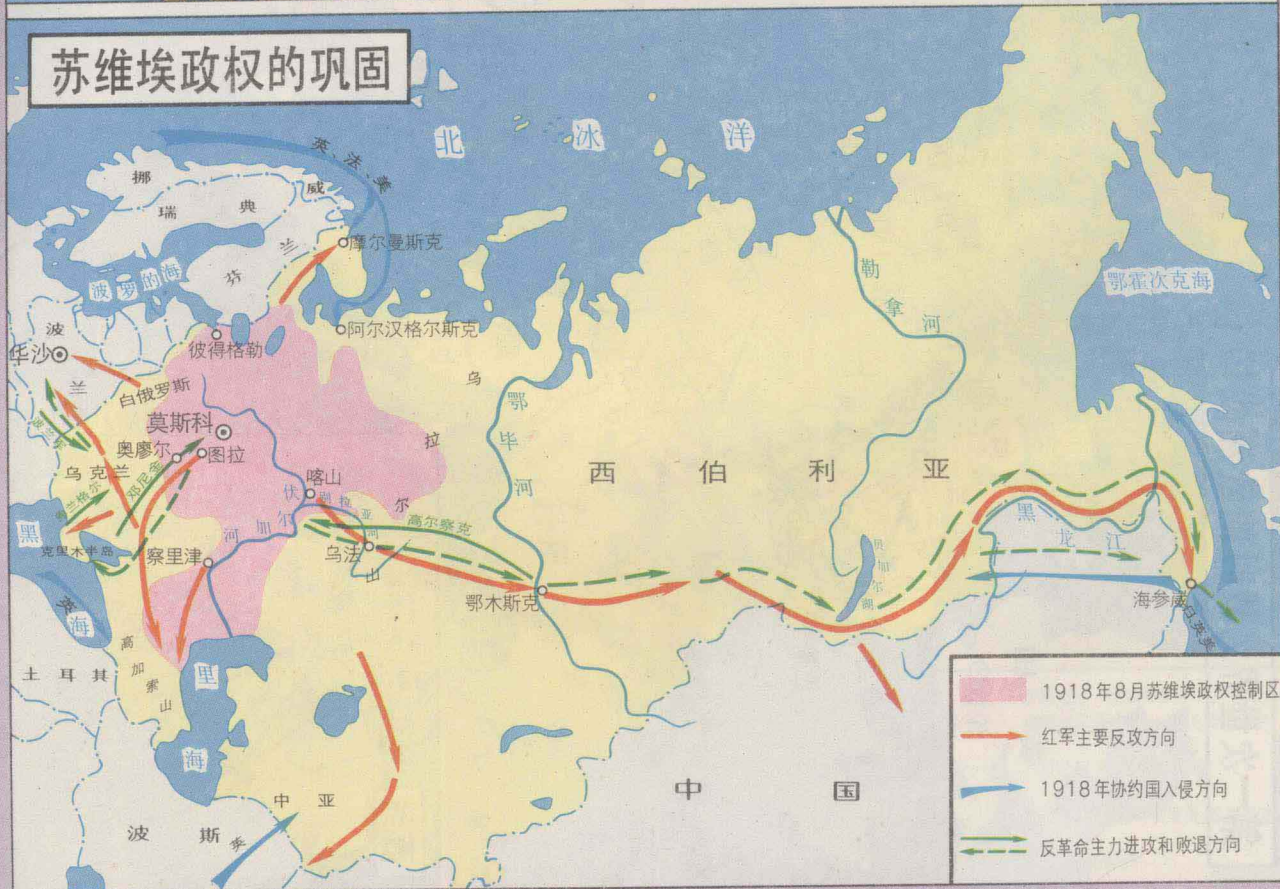 苏维埃政权的巩固
北冰洋
英、法、美
挪威
瑞典
芬兰
摩尔曼斯克
波罗的海
鄂霍次克海
勒拿河
阿尔汉格尔斯克
彼得格勒
波兰
华沙
白俄罗斯
乌拉尔山
鄂毕河
莫斯科
奥廖尔
图拉
西伯利亚
乌克兰
邓尼金
喀山
伏尔加河
高尔察克
黑海
克里木半岛
察里津
乌法
鄂木斯克
贝加尔湖
黑龙江
海参崴
日英美
英
高加索山
土耳其
里海
中亚
波斯
英
中国
1918年8月苏维埃政权控制区
红军主要反攻方向
1918年协约国入侵方向
反革命主力进攻和败退方向